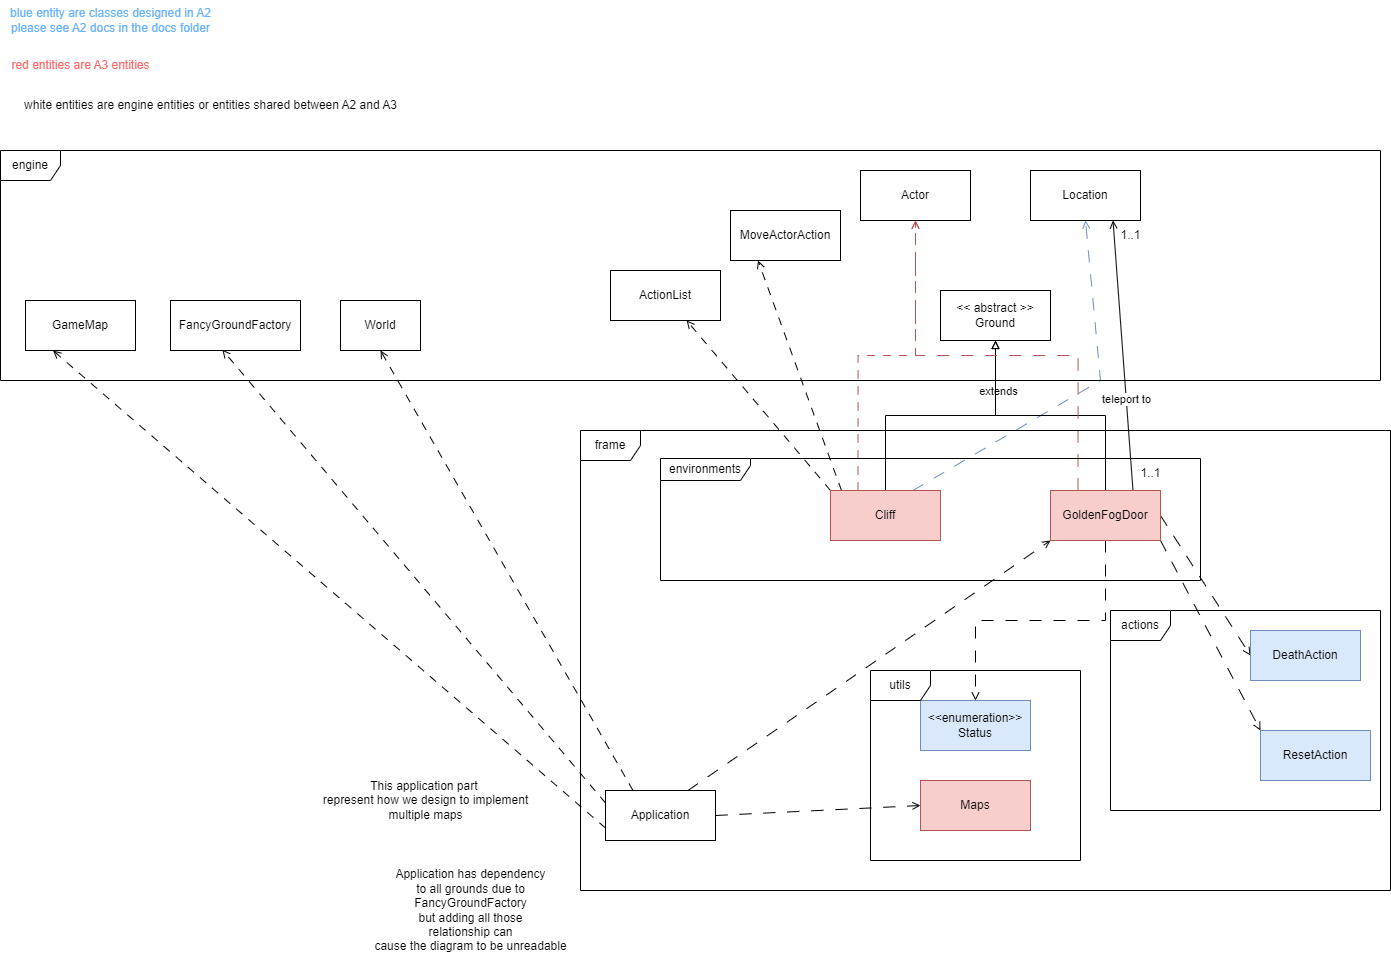 blue entity are classes designed in A2
please see A2 docs in the docs folder
red entities are A3 entities
white entities are engine entities or entities shared between A2 and A3
engine
Actor
Location
MoveActorAction
1..1
ActionList
<< abstract >>
Ground
GameMap
FancyGroundFactory
World
extends
teleport to
frame
environments
1..1
Cliff
GoldenFogDoor
actions
DeathAction
utils
<<enumeration>>
Status
ResetAction
This application part
represent how we design to implement
multiple maps
Application
Maps
Application has dependency
to all grounds due to
FancyGroundFactory
but adding all those
relationship can
cause the diagram to be unreadable